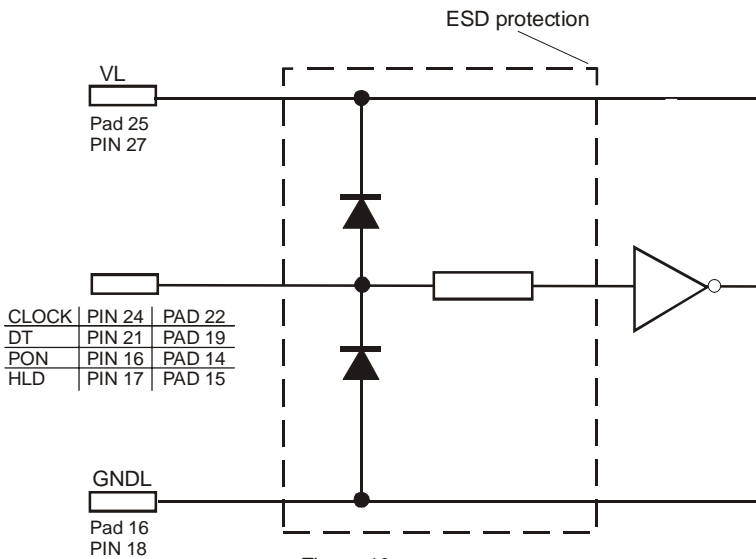 ESD protection
VL
Pad 25
PIN 27
CLOCK PIN 24 PAD 22
DT PIN 21 PAD 19
PON PIN 16 PAD 14
HLD PIN 17 PAD 15
GNDL
Pad 16
PIN 18